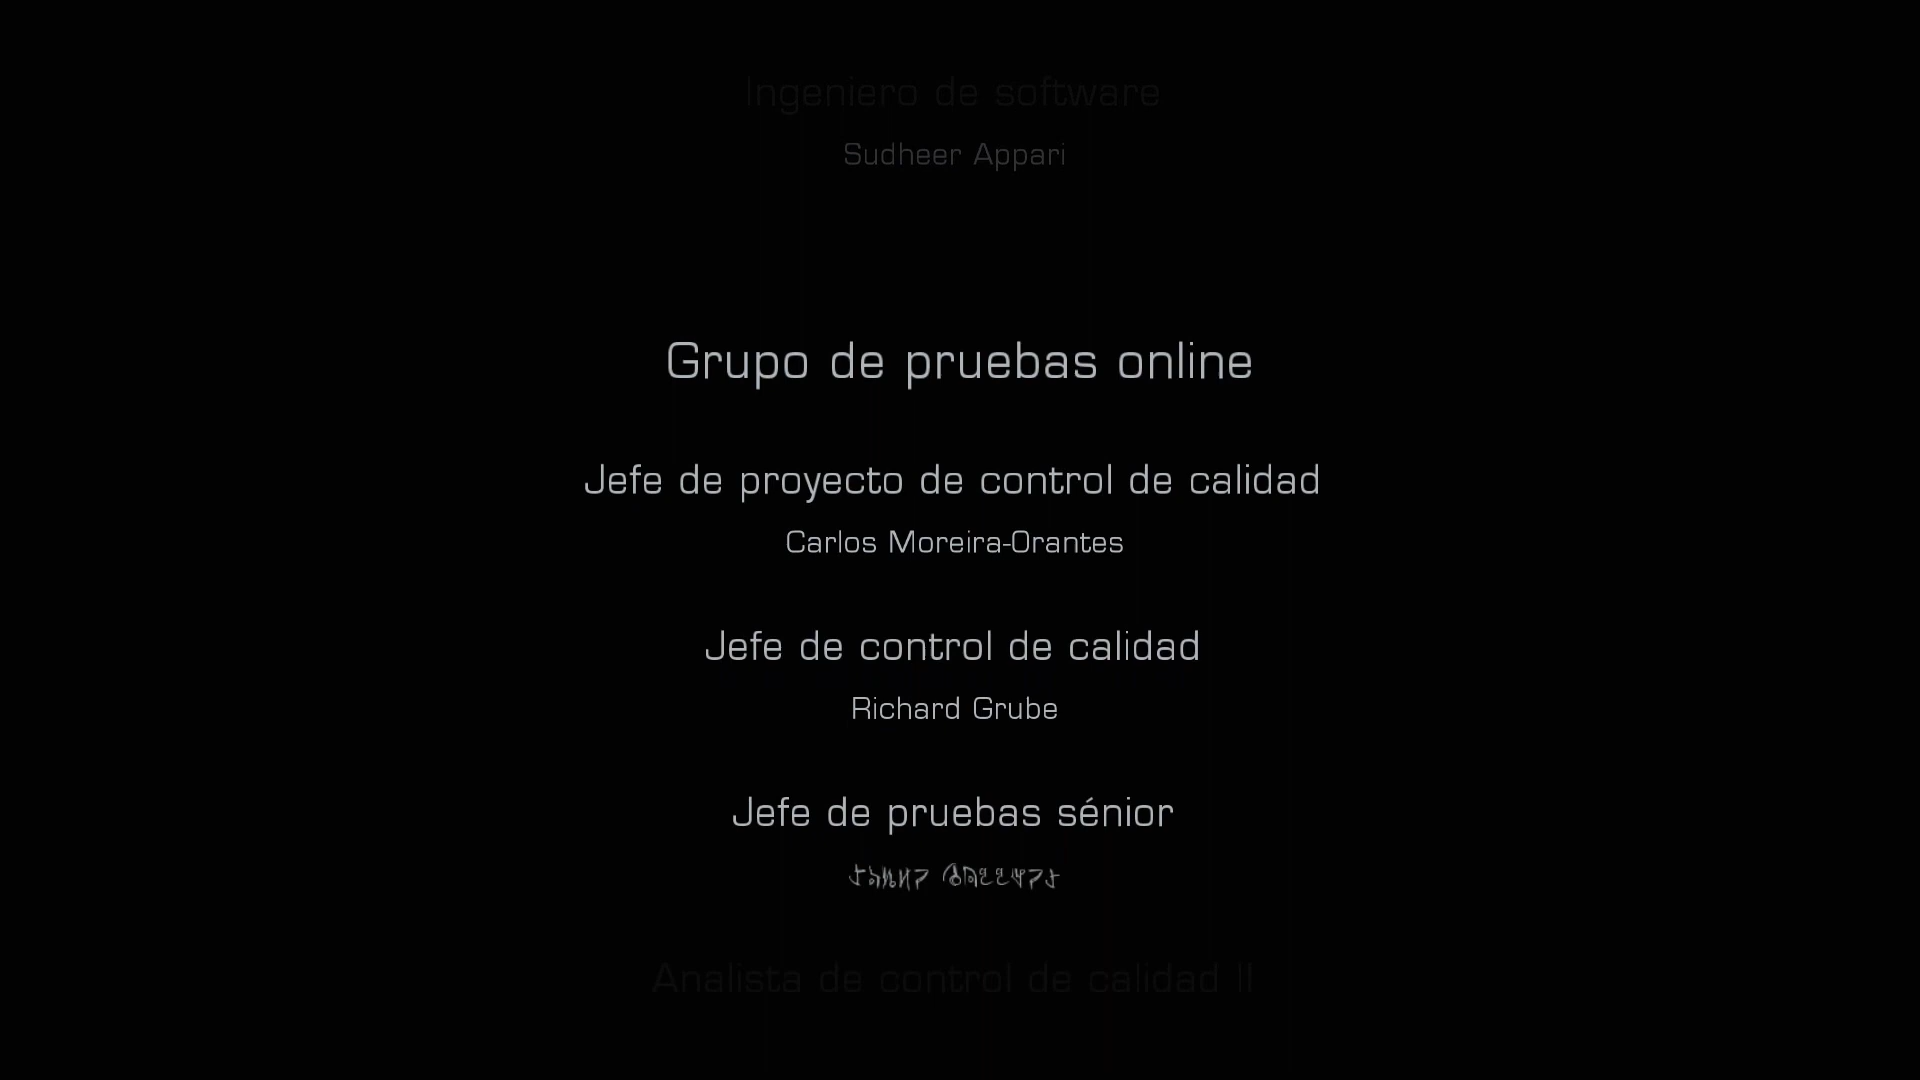 Ingeniero de software
Sudheer Appari
Grupo de pruebas online
Jefe de proyecto de control de calidad
Carlos Moreira-Orantes
Jefe de control de calidad
Richard Grube
Jefe de pruebas sénior
Analista de control de calidad II